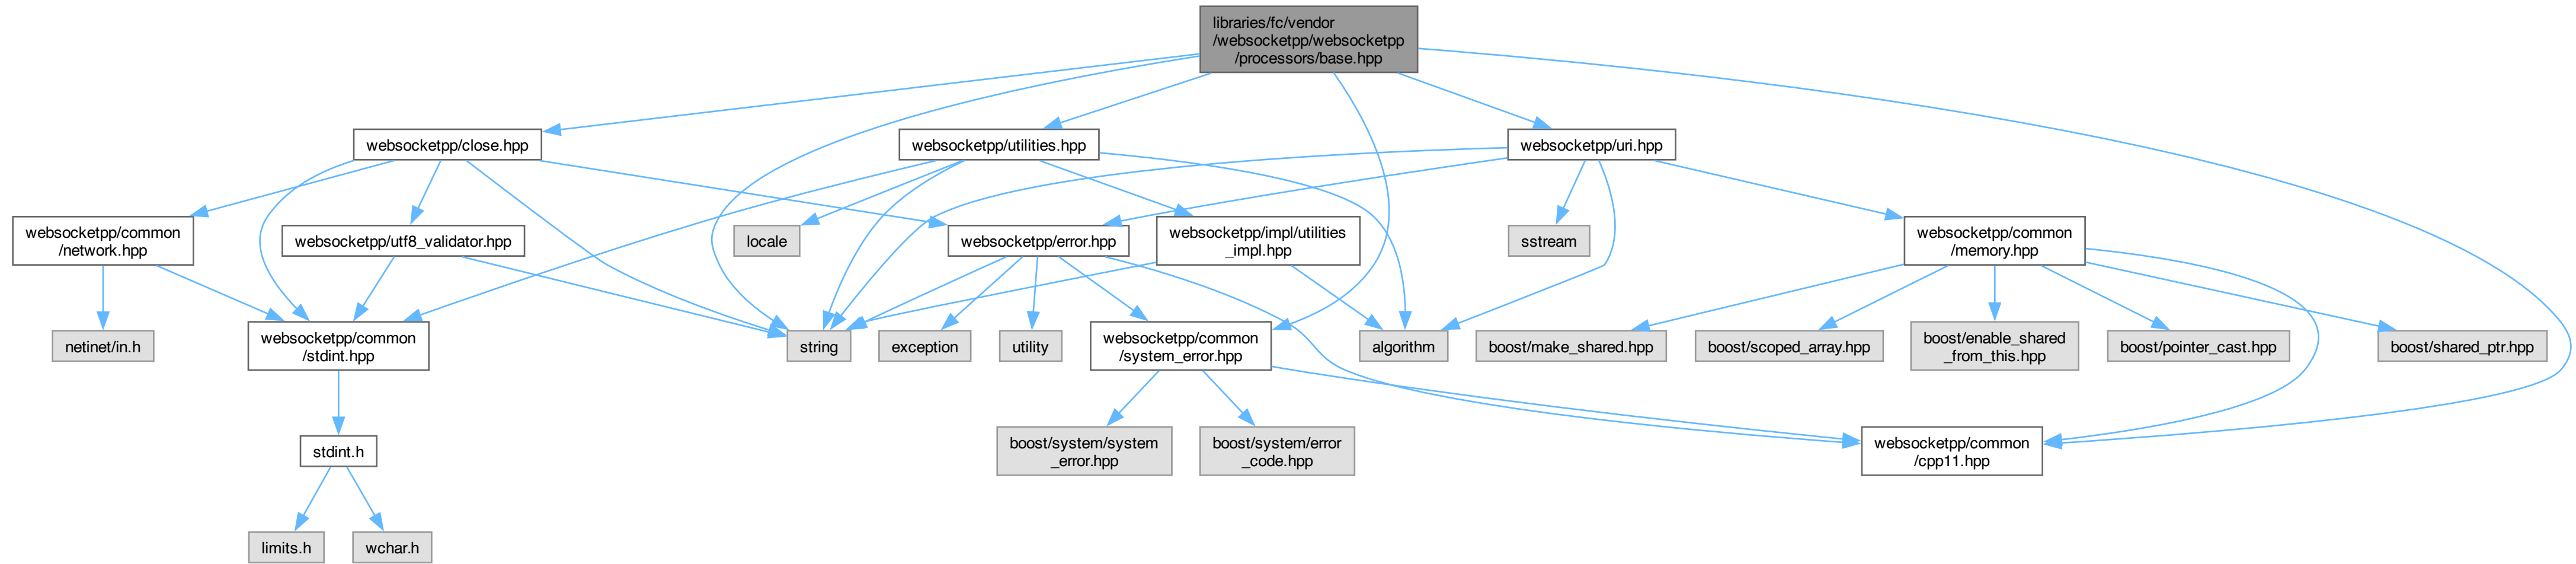 libraries/fc/vendor
/websocketpp/websocketpp
/processors/base.hpp
websocketpp/close.hpp
websocketpp/utilities.hpp
websocketpp/uri.hpp
websocketpp/common
/network.hpp
websocketpp/utf8_validator.hpp
locale
websocketpp/error.hpp
websocketpp/impl/utilities
_impl.hpp
sstream
websocketpp/common
/memory.hpp
netinet/in.h
websocketpp/common
/stdint.hpp
string
exception
utility
websocketpp/common
/system_error.hpp
algorithm
boost/make_shared.hpp
boost/scoped_array.hpp
boost/enable_shared
_from_this.hpp
boost/pointer_cast.hpp
boost/shared_ptr.hpp
stdint.h
boost/system/system
_error.hpp
boost/system/error
_code.hpp
websocketpp/common
/cpp11.hpp
limits.h
wchar.h